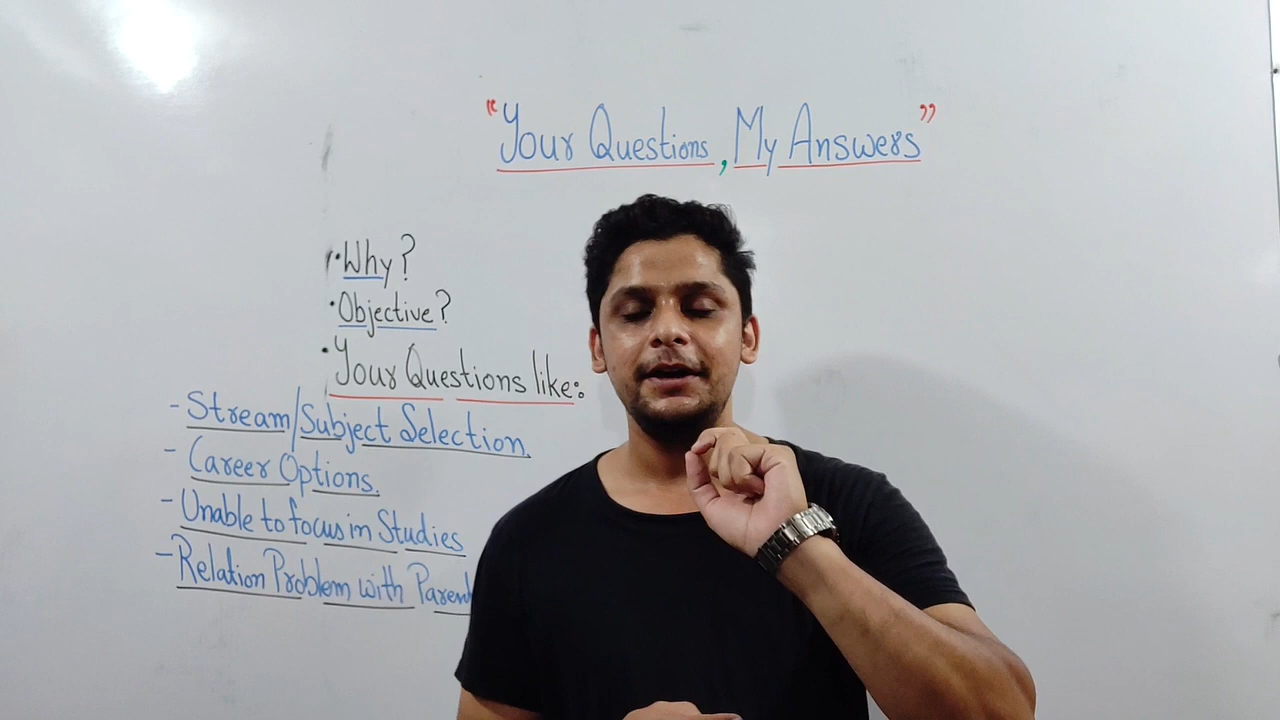 "Your Questions, My Answers"
• Why?
• Objective?
• Your Questions like:
- Stream/Subject Selection.
- Career Options.
- Unable to focus in Studies
- Relation Problem with Parent